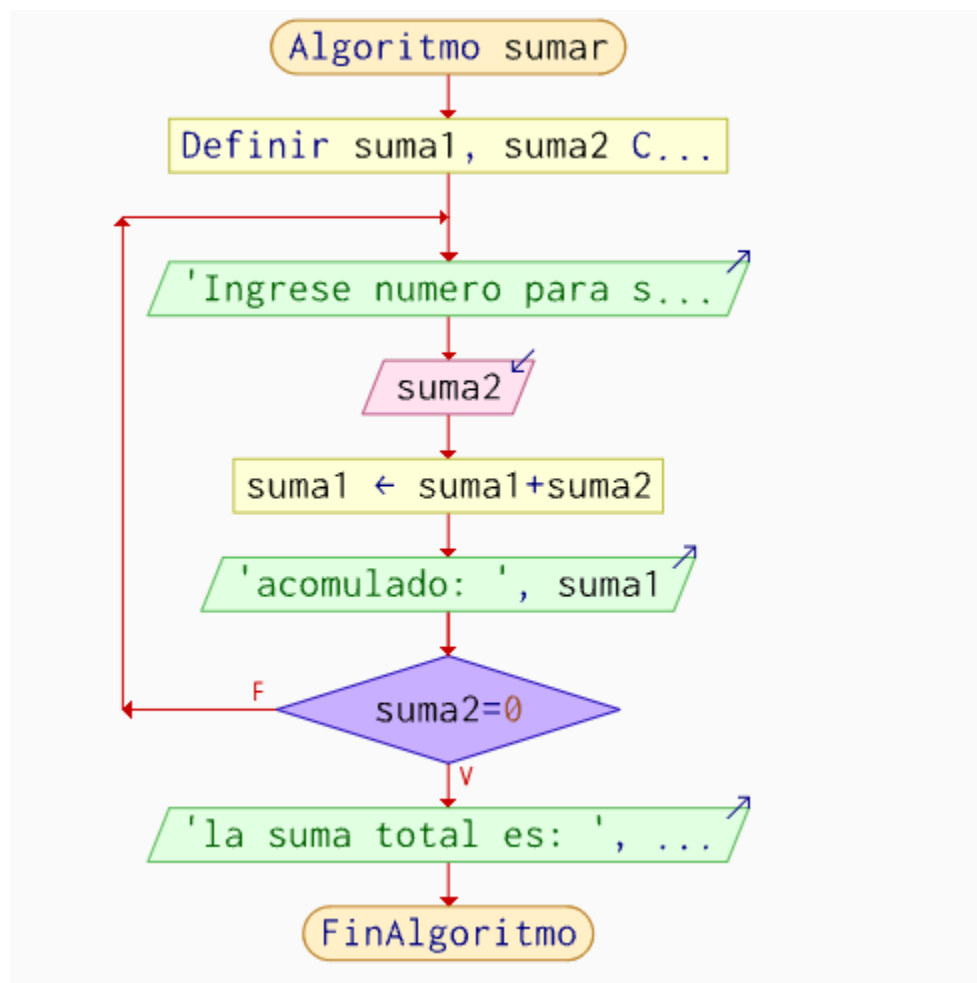 Algoritmo sumar
Definir suma1, suma2 C...
'Ingrese numero para s...
suma2
suma1 ← suma1+suma2
'acomulado: ', suma1
F
suma2=0
V
'la suma total es: ', ...
FinAlgoritmo